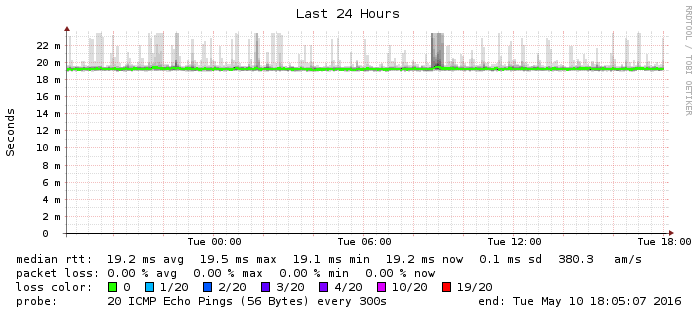 Last 24 Hours
RRDTOOL / TOBI OETIKER
Seconds
22 m
20 m
18 m
16 m
14 m
12 m
10 m
8 m
6 m
4 m
2 m
0
Tue 00:00 Tue 06:00 Tue 12:00 Tue 18:00
median rtt: 19.2 ms avg 19.5 ms max 19.1 ms min 19.2 ms now 0.1 ms sd 380.3 am/s
packet loss: 0.00 % avg 0.00 % max 0.00 % min 0.00 % now
loss color: 0 1/20 2/20 3/20 4/20 10/20 19/20
probe: 20 ICMP Echo Pings (56 Bytes) every 300s end: Tue May 10 18:05:07 2016